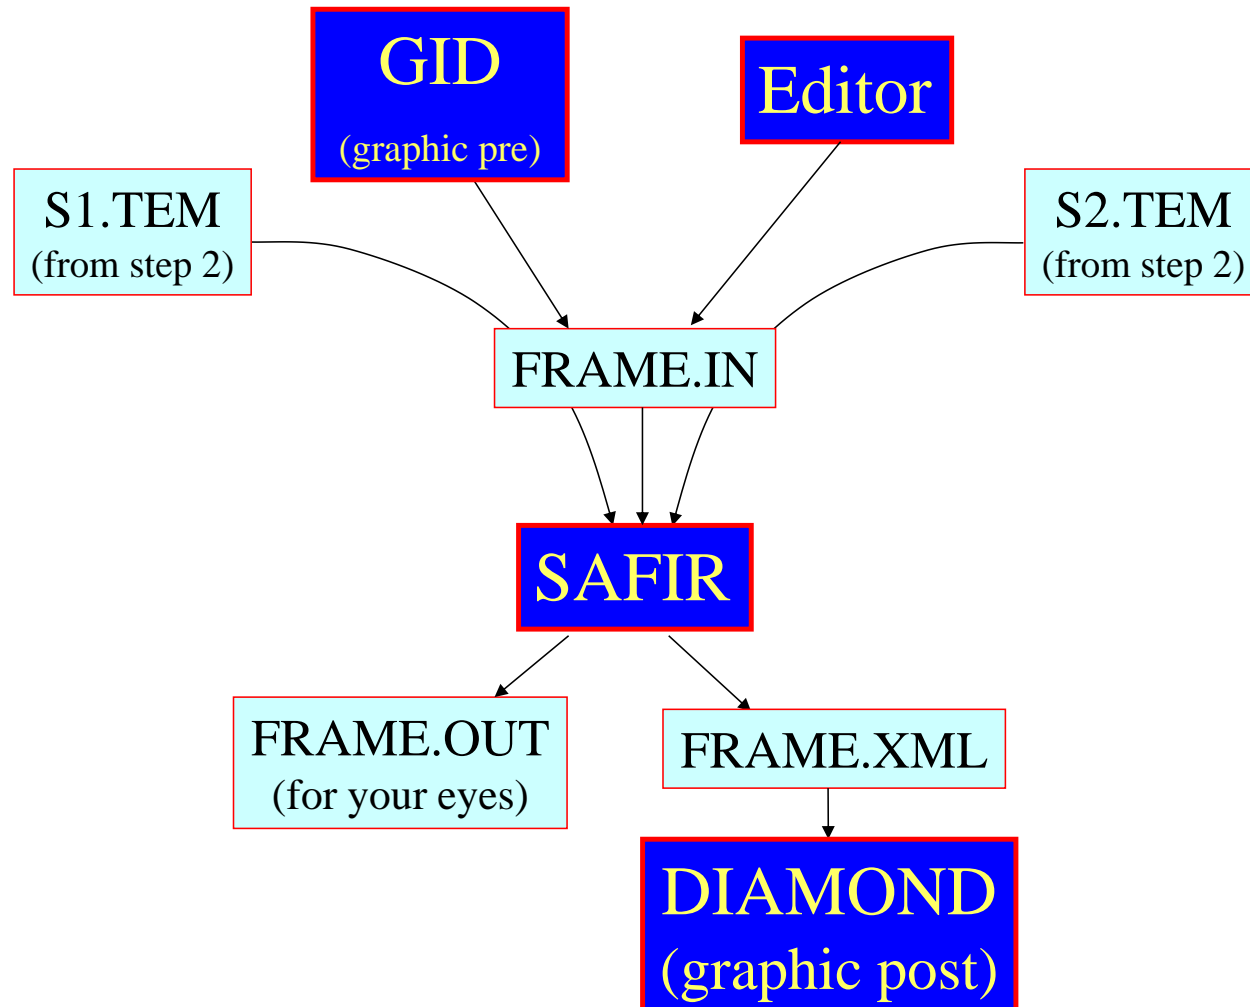 GID
(graphic pre)
Editor
S1.TEM
(from step 2)
S2.TEM
(from step 2)
FRAME.IN
SAFIR
FRAME.OUT
(for your eyes)
FRAME.XML
DIAMOND
(graphic post)